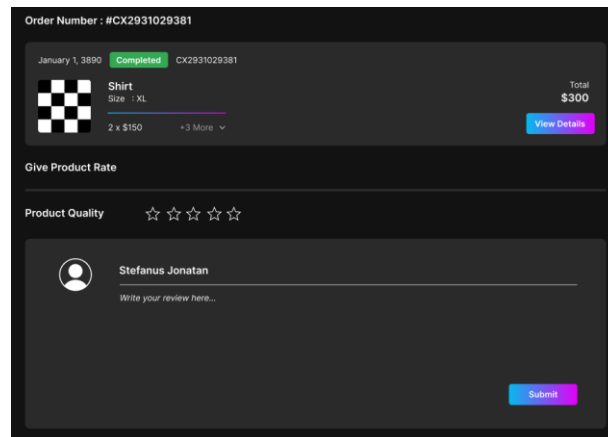 Order Number : #CX2931029381
January 1, 3890 Completed CX2931029381
Shirt
Size : XL
2 x $150 +3 More
Total
$300
View Details
Give Product Rate
Product Quality
Stefanus Jonatan
Write your review here...
Submit